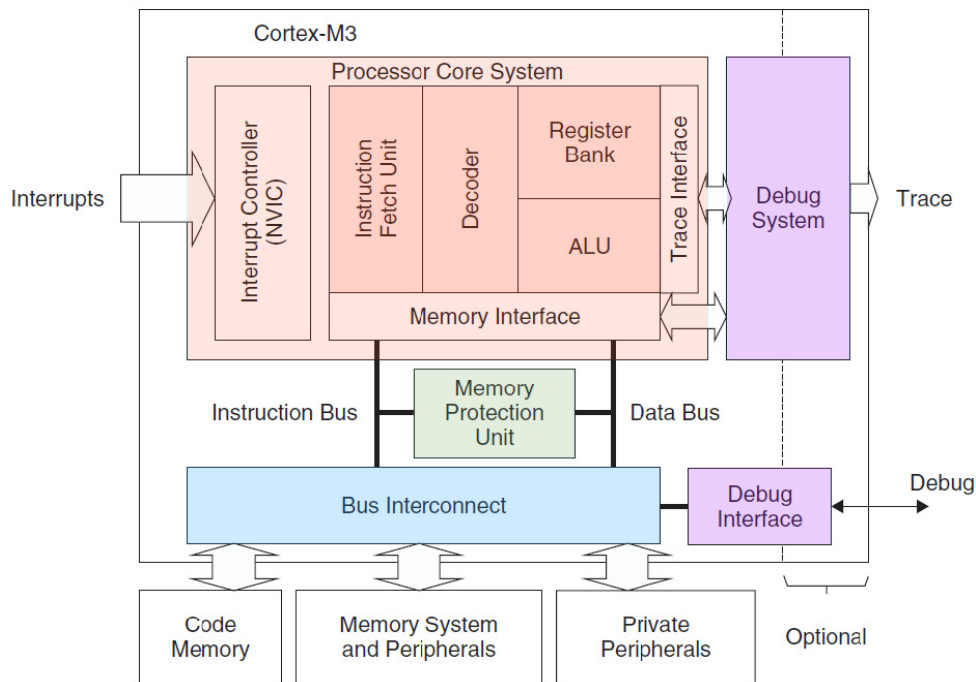 Cortex-M3
Processor Core System
Interrupts
Interrupt Controller
(NVIC)
Instruction
Fetch Unit
Decoder
Register
Bank
ALU
Trace Interface
Memory Interface
Debug
System
Trace
Instruction Bus
Memory
Protection
Unit
Data Bus
Bus Interconnect
Debug
Interface
Debug
Code
Memory
Memory System
and Peripherals
Private
Peripherals
Optional